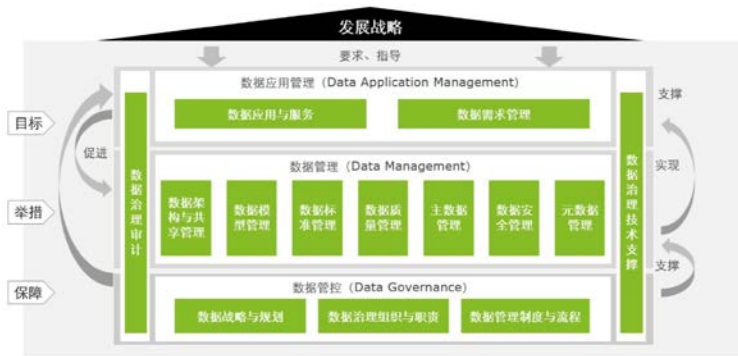 发展战略
要求、指导
数据应用管理（Data Application Management）
数据应用与服务
数据需求管理
目标
支撑
促进
数据管理（Data Management）
实现
数据治理审计
数据架
构与共
享管理
数据模
型管理
数据标
准管理
数据质
量管理
主数据
管理
数据安
全管理
元数据
管理
数据治理技术支撑
举措
支撑
保障
数据管控（Data Governance）
数据战略与规划
数据治理组织与职责
数据管理制度与流程